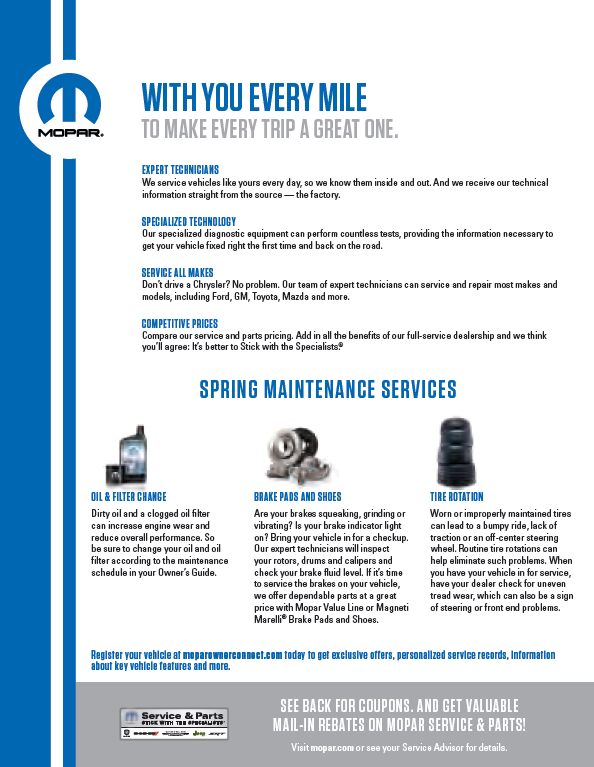 MOPAR®
WITH YOU EVERY MILE
TO MAKE EVERY TRIP A GREAT ONE.
EXPERT TECHNICIANS
We service vehicles like yours every day, so we know them inside and out. And we receive our technical
information straight from the source — the factory.
SPECIALIZED TECHNOLOGY
Our specialized diagnostic equipment can perform countless tests, providing the information necessary to
get your vehicle fixed right the first time and back on the road.
SERVICE ALL MAKES
Don't drive a Chrysler? No problem. Our team of expert technicians can service and repair most makes and
models, including Ford, GM, Toyota, Mazda and more.
COMPETITIVE PRICES
Compare our service and parts pricing. Add in all the benefits of our full-service dealership and we think
you'll agree: It's better to Stick with the Specialists.®
SPRING MAINTENANCE SERVICES
OIL & FILTER CHANGE
Dirty oil and a clogged oil filter
can increase engine wear and
reduce overall performance. So
be sure to change your oil and oil
filter according to the maintenance
schedule in your Owner's Guide.
BRAKE PADS AND SHOES
Are your brakes squeaking, grinding or
vibrating? Is your brake indicator light
on? Bring your vehicle in for a checkup.
Our expert technicians will inspect
your rotors, drums and calipers and
check your brake fluid level. If it's time
to service the brakes on your vehicle,
we offer dependable parts at a great
price with Mopar Value Line or Magneti
Marelli® Brake Pads and Shoes.
TIRE ROTATION
Worn or improperly maintained tires
can lead to a bumpy ride, lack of
traction or an off-center steering
wheel. Routine tire rotations can
help eliminate such problems. When
you have your vehicle in for service,
have your dealer check for uneven
tread wear, which can also be a sign
of steering or front end problems.
Register your vehicle at moparownerconnect.com today to get exclusive offers, personalized service records, information
about key vehicle features and more.
Service & Parts
STICK WITH THE SPECIALISTS®
DODGE
Jeep
SRT
SEE BACK FOR COUPONS. AND GET VALUABLE
MAIL-IN REBATES ON MOPAR SERVICE & PARTS!
Visit mopar.com or see your Service Advisor for details.